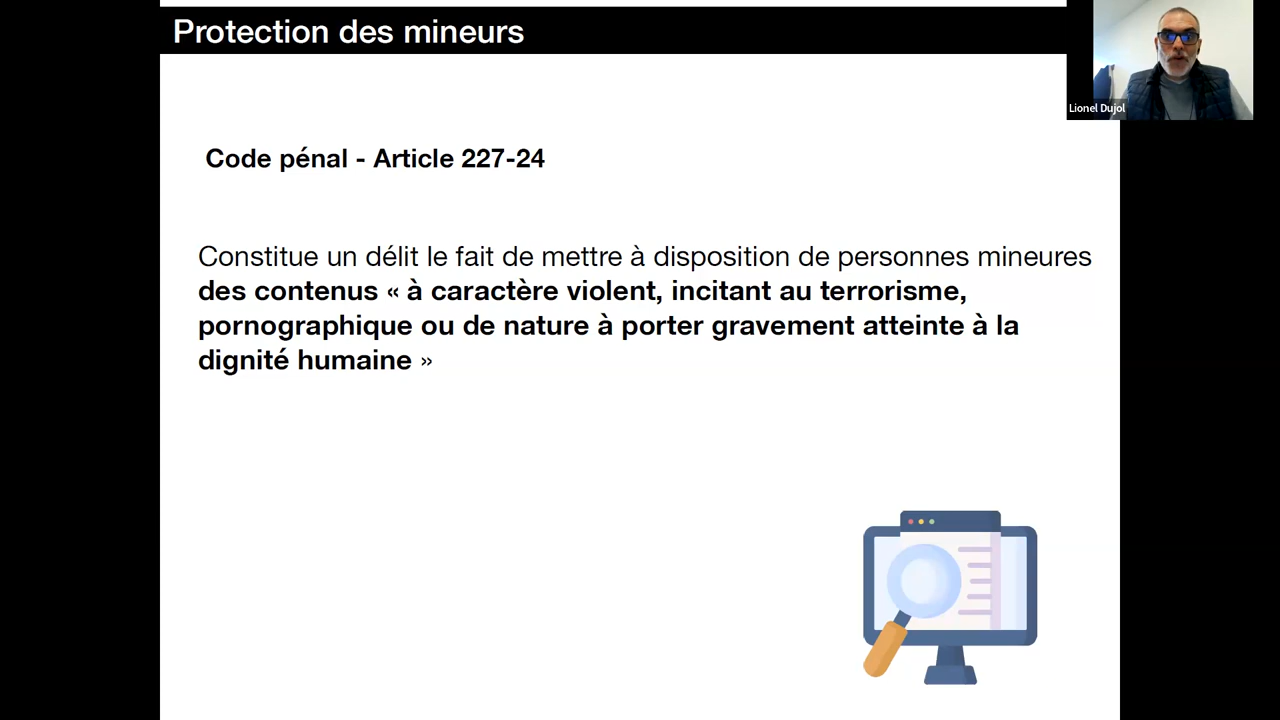 Protection des mineurs
Lionel Dujol
Code pénal - Article 227-24
Constitue un délit le fait de mettre à disposition de personnes mineures
des contenus « à caractère violent, incitant au terrorisme,
pornographique ou de nature à porter gravement atteinte à la
dignité humaine »